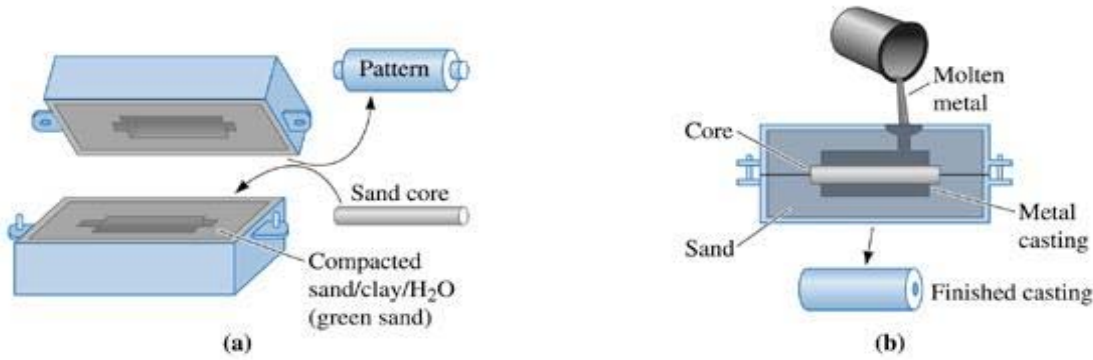 Pattern
Sand core
Compacted
sand/clay/H₂O
(green sand)
(a)
Molten
metal
Core
Metal
casting
Sand
Finished casting
(b)